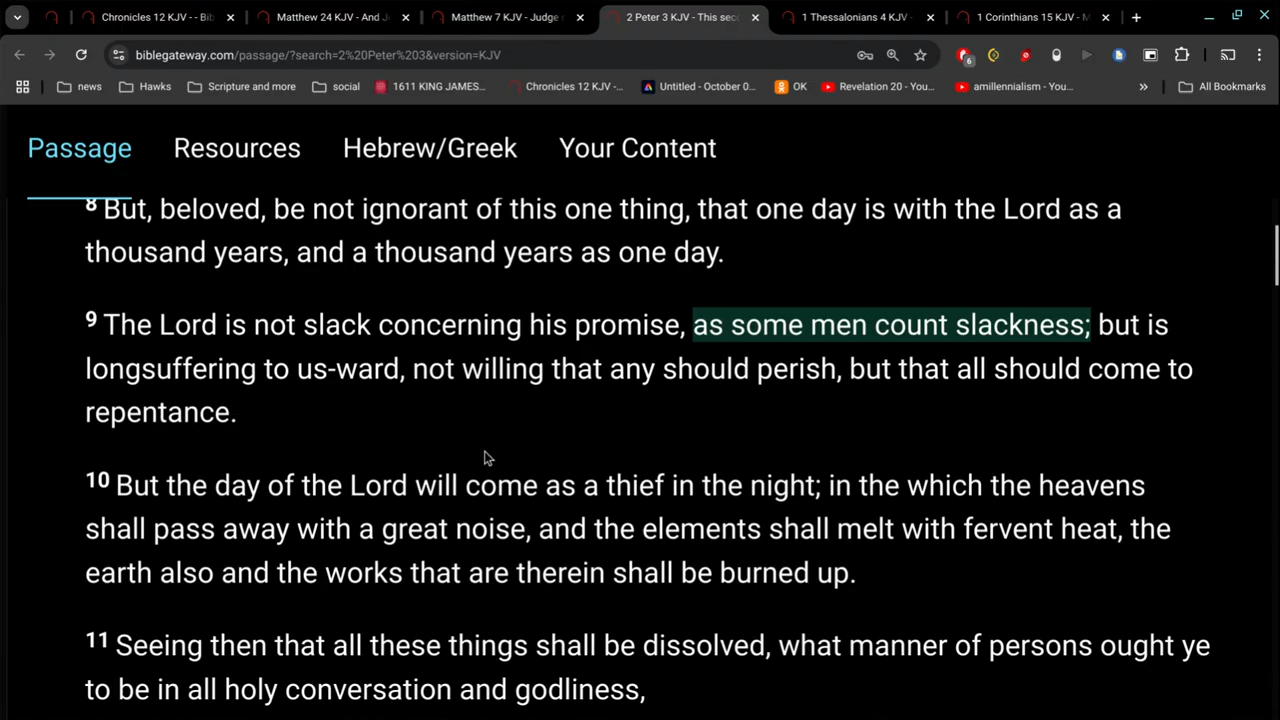 Chronicles 12 KJV - - Bib
Matthew 24 KJV - And J
Matthew 7 KJV - Judge n
2 Peter 3 KJV - This sec
1 Thessalonians 4 KJV -
1 Corinthians 15 KJV - M
biblegateway.com/passage/?search=2%20Peter%203&version=KJV
6
news
Hawks
Scripture and more
social
1611 KING JAMES...
Chronicles 12 KJV -...
Untitled - October 0...
OK
Revelation 20 - You...
amillennialism - You...
»
All Bookmarks
Passage
Resources
Hebrew/Greek
Your Content
8 But, beloved, be not ignorant of this one thing, that one day is with the Lord as a
thousand years, and a thousand years as one day.
9 The Lord is not slack concerning his promise, as some men count slackness; but is
longsuffering to us-ward, not willing that any should perish, but that all should come to
repentance.
10 But the day of the Lord will come as a thief in the night; in the which the heavens
shall pass away with a great noise, and the elements shall melt with fervent heat, the
earth also and the works that are therein shall be burned up.
11 Seeing then that all these things shall be dissolved, what manner of persons ought ye
to be in all holy conversation and godliness,